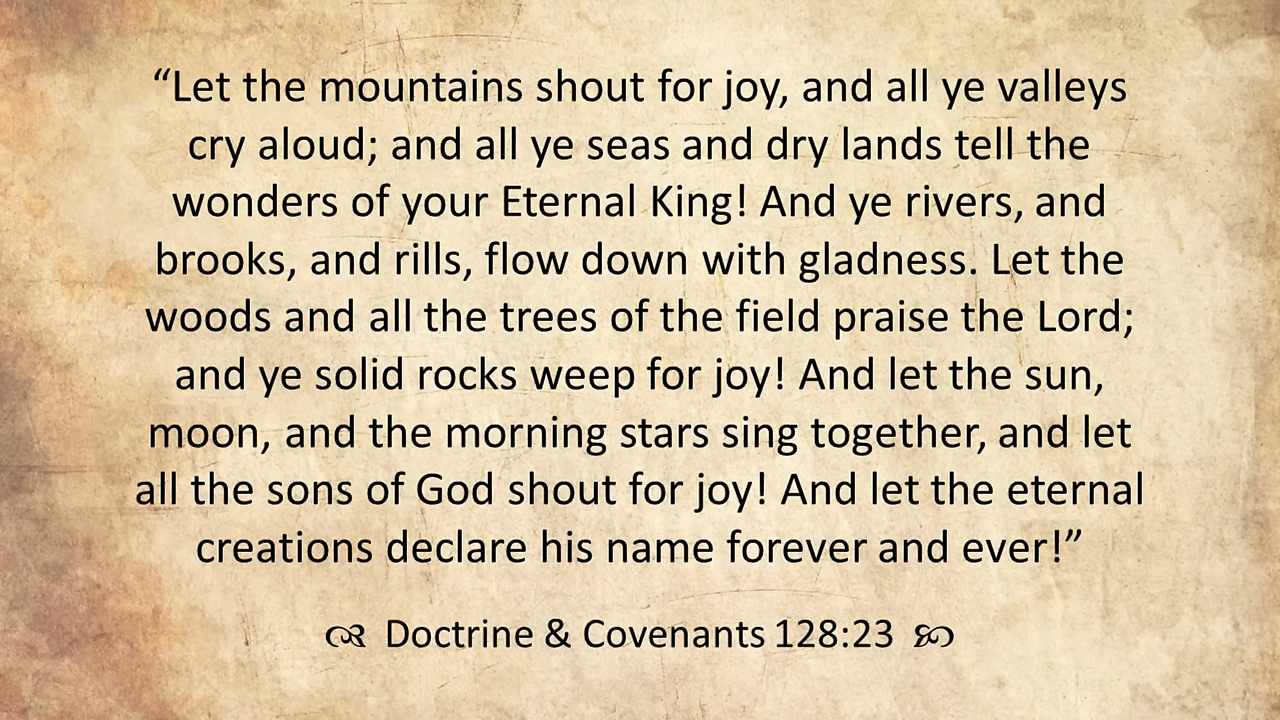 “Let the mountains shout for joy, and all ye valleys
cry aloud; and all ye seas and dry lands tell the
wonders of your Eternal King! And ye rivers, and
brooks, and rills, flow down with gladness. Let the
woods and all the trees of the field praise the Lord;
and ye solid rocks weep for joy! And let the sun,
moon, and the morning stars sing together, and let
all the sons of God shout for joy! And let the eternal
creations declare his name forever and ever!”
Doctrine & Covenants 128:23